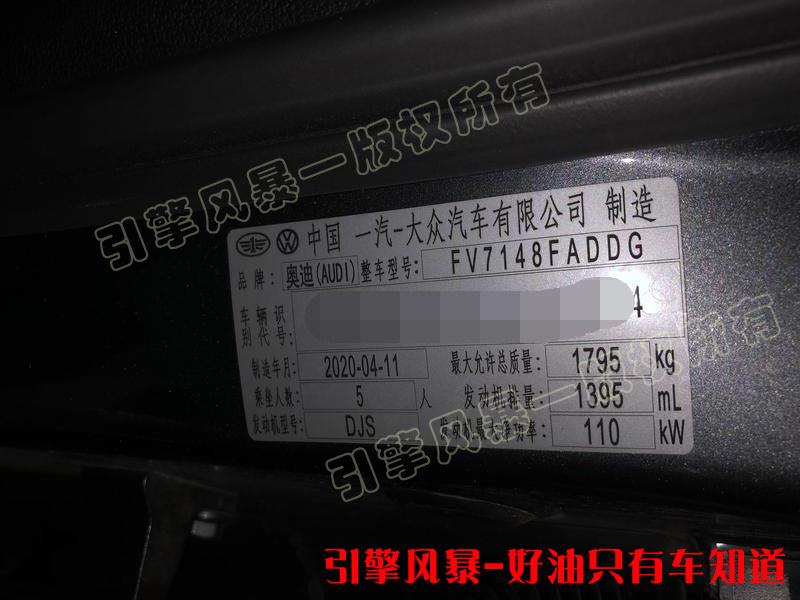 引擎风暴一版权所有
中国 一汽-大众汽车有限公司 制造
品牌: 奥迪(AUDI) 整车型号: FV7148FADDG
车辆识别代号: 4
制造年月: 2020-04-11 最大允许总质量: 1795 kg
乘坐人数: 5 人 发动机排量: 1395 mL
发动机型号: DJS 发动机最大净功率: 110 kW
引擎风暴一版权所有
引擎风暴-好油只有车知道